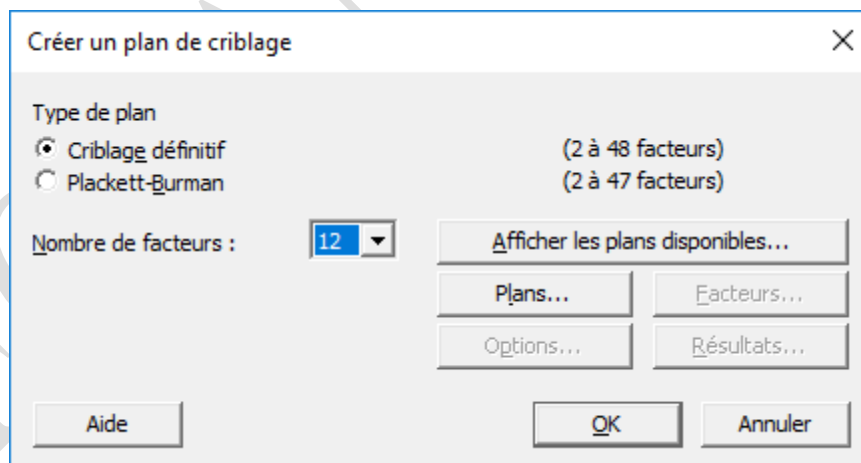 Créer un plan de criblage
Type de plan
Criblage définitif (2 à 48 facteurs)
Plackett-Burman (2 à 47 facteurs)
Nombre de facteurs : 12 Afficher les plans disponibles...
Plans... Facteurs...
Options... Résultats...
Aide OK Annuler